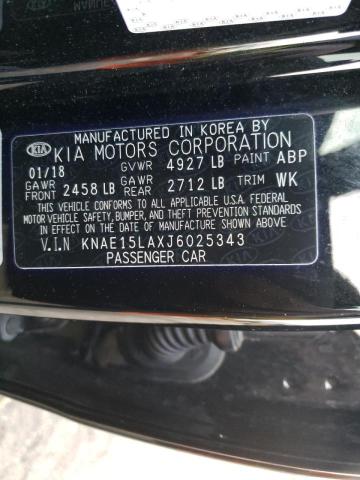 MANUFACTURED IN KOREA BY
KIA KIA MOTORS CORPORATION
01/18 GVWR 4927 LB PAINT ABP
GAWR FRONT 2458 LB GAWR REAR 2712 LB TRIM WK
THIS VEHICLE CONFORMS TO ALL APPLICABLE U.S.A. FEDERAL
MOTOR VEHICLE SAFETY, BUMPER, AND THEFT PREVENTION STANDARDS
IN EFFECT ON THE DATE OF MANUFACTURE SHOWN ABOVE.
V.I.N KNAE15LAXJ6025343
PASSENGER CAR